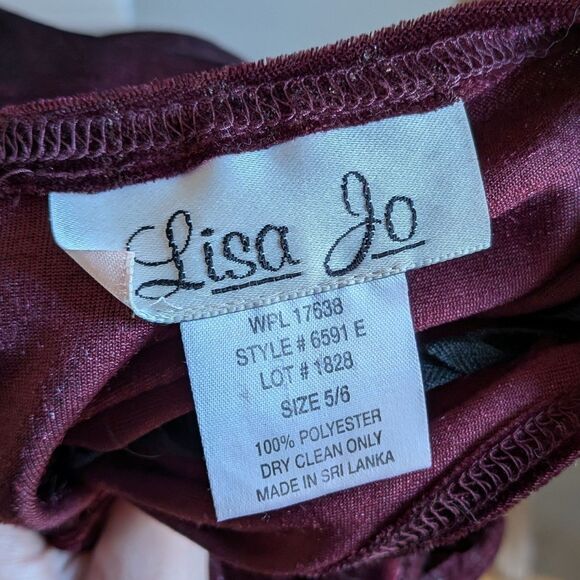 Lisa Jo
WPL 17638
STYLE # 6591 E
LOT # 1828
SIZE 5/6
100% POLYESTER
DRY CLEAN ONLY
MADE IN SRI LANKA